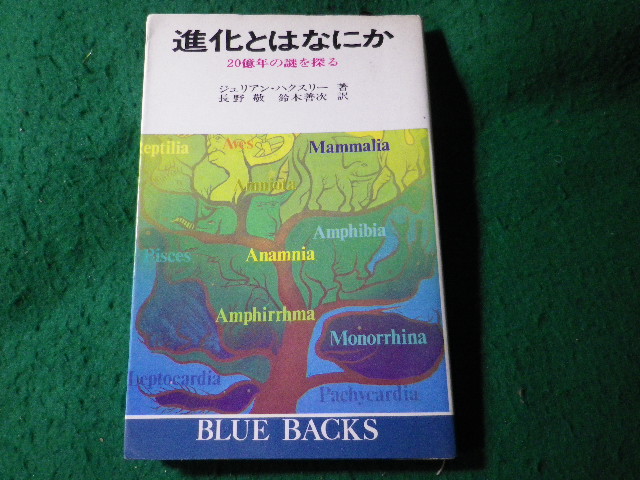 進化とはなにか
20億年の謎を探る
ジュリアン・ハクスリー 著
長野 敬 鈴木善次 訳
Reptilia Aves Mammalia
Amniota
Amphibia
Pisces Anamnia
Amphirrhma
Monorrhina
Leptocardia
Pachycardia
BLUE BACKS